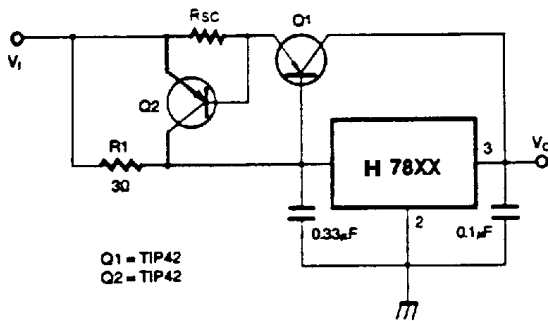 RSC
Q1
VI
Q2
R1
3Ω
H 78XX
3
VO
2
0.33µF
0.1µF
Q1 = TIP42
Q2 = TIP42